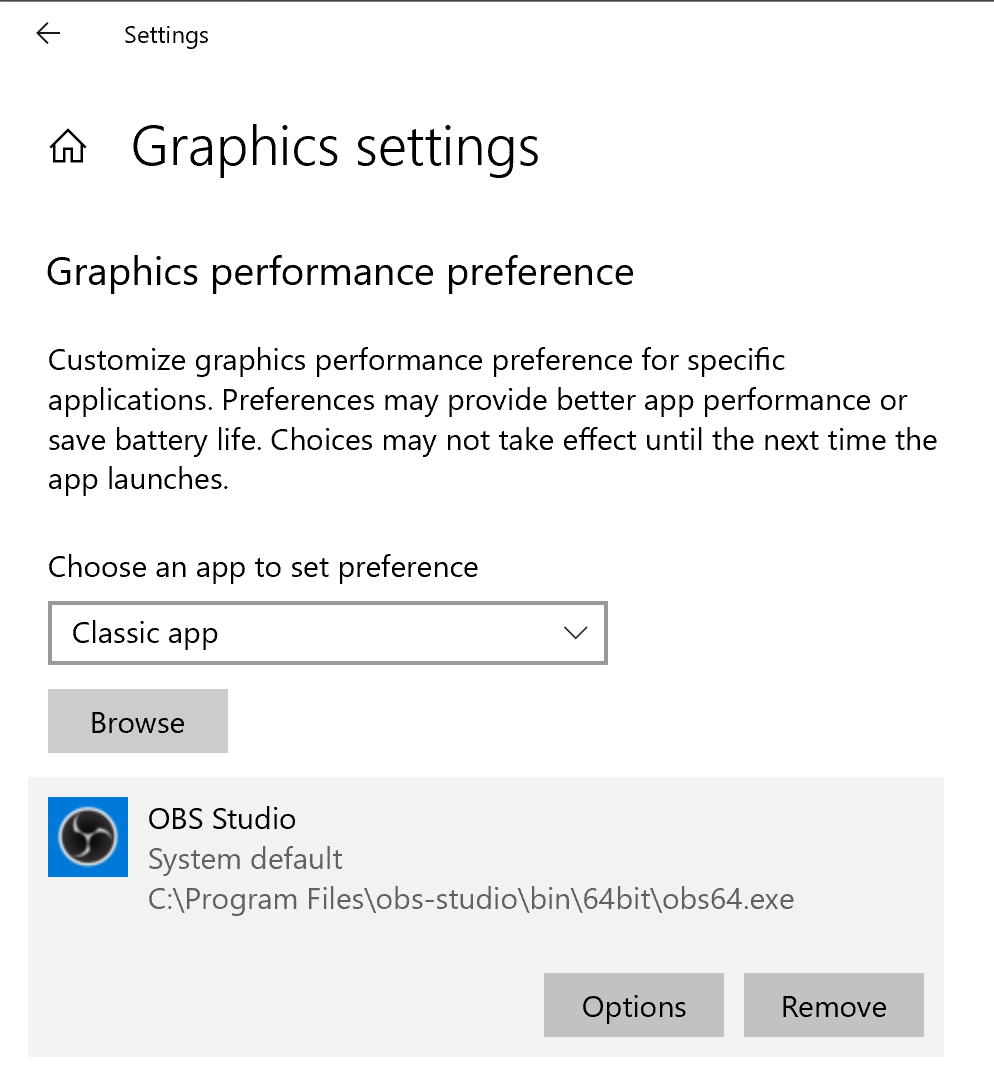 Settings
Graphics settings
Graphics performance preference
Customize graphics performance preference for specific
applications. Preferences may provide better app performance or
save battery life. Choices may not take effect until the next time the
app launches.
Choose an app to set preference
Classic app
Browse
OBS Studio
System default
C:\Program Files\obs-studio\bin\64bit\obs64.exe
Options
Remove